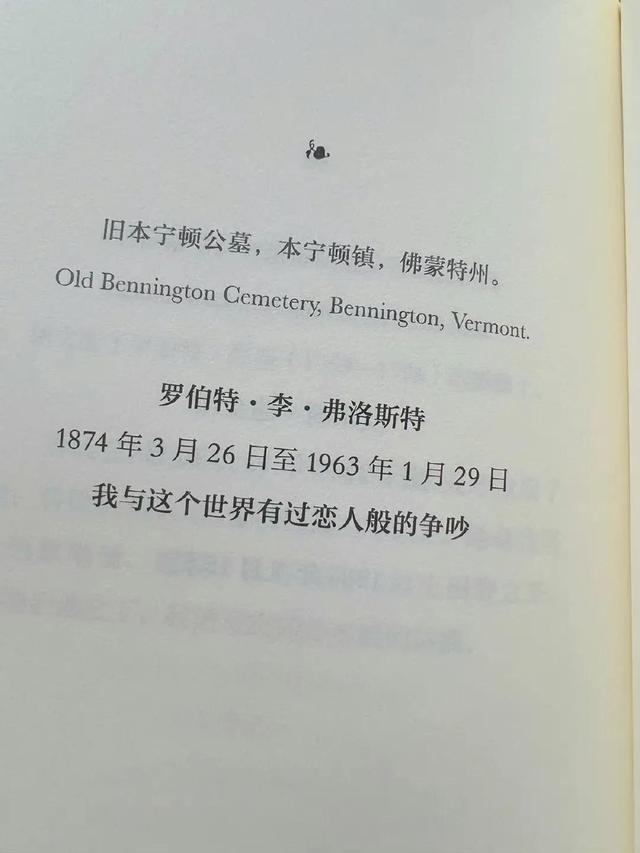 旧本宁顿公墓，本宁顿镇，佛蒙特州。
Old Bennington Cemetery, Bennington, Vermont.
罗伯特·李·弗洛斯特
1874 年 3 月 26 日至 1963 年 1 月 29 日
我与这个世界有过恋人般的争吵